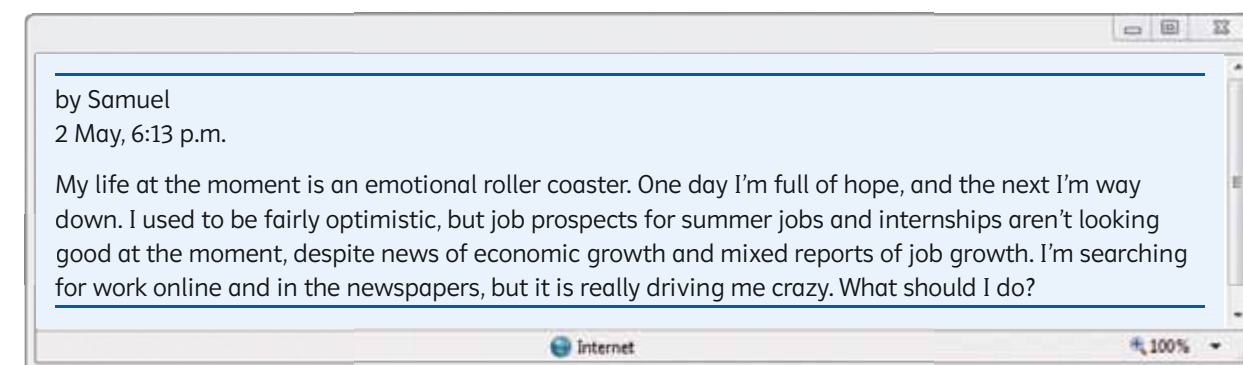 by Samuel
2 May, 6:13 p.m.
My life at the moment is an emotional roller coaster. One day I’m full of hope, and the next I’m way
down. I used to be fairly optimistic, but job prospects for summer jobs and internships aren’t looking
good at the moment, despite news of economic growth and mixed reports of job growth. I’m searching
for work online and in the newspapers, but it is really driving me crazy. What should I do?
Internet
100%